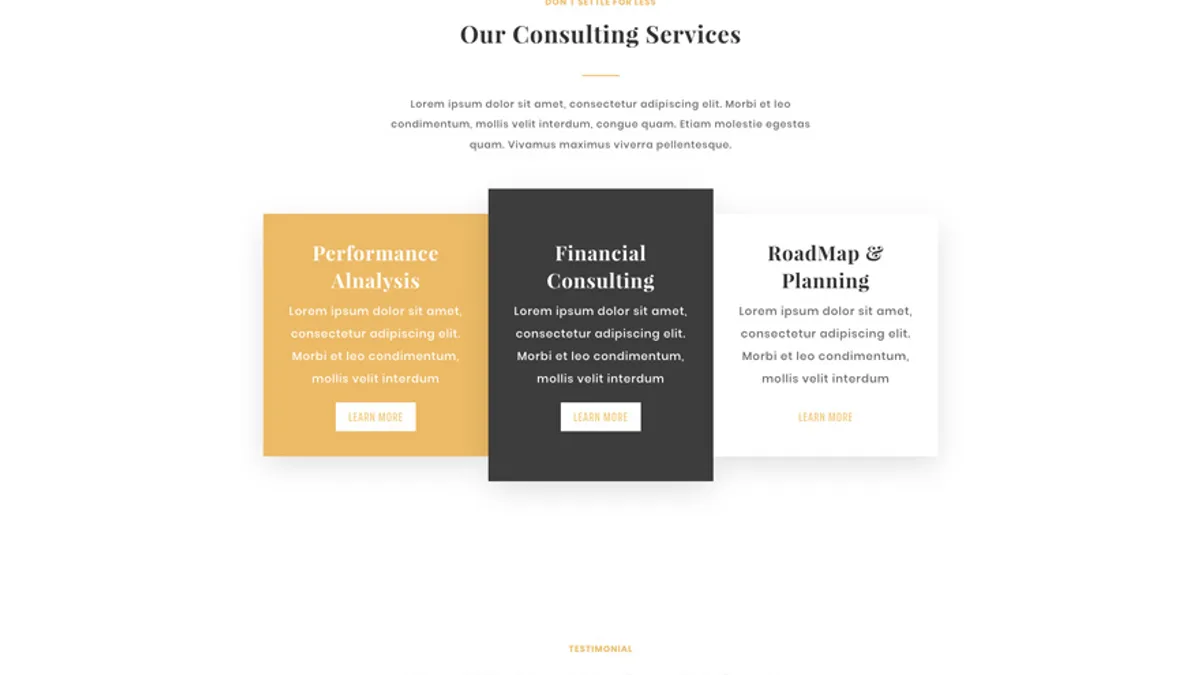 DON'T SETTLE FOR LESS
Our Consulting Services
Lorem ipsum dolor sit amet, consectetur adipiscing elit. Morbi et leo
condimentum, mollis velit interdum, congue quam. Etiam molestie egestas
quam. Vivamus maximus viverra pellentesque.
Performance
Alnalysis
Lorem ipsum dolor sit amet,
consectetur adipiscing elit.
Morbi et leo condimentum,
mollis velit interdum
LEARN MORE
Financial
Consulting
Lorem ipsum dolor sit amet,
consectetur adipiscing elit.
Morbi et leo condimentum,
mollis velit interdum
LEARN MORE
RoadMap &
Planning
Lorem ipsum dolor sit amet,
consectetur adipiscing elit.
Morbi et leo condimentum,
mollis velit interdum
LEARN MORE
TESTIMONIAL